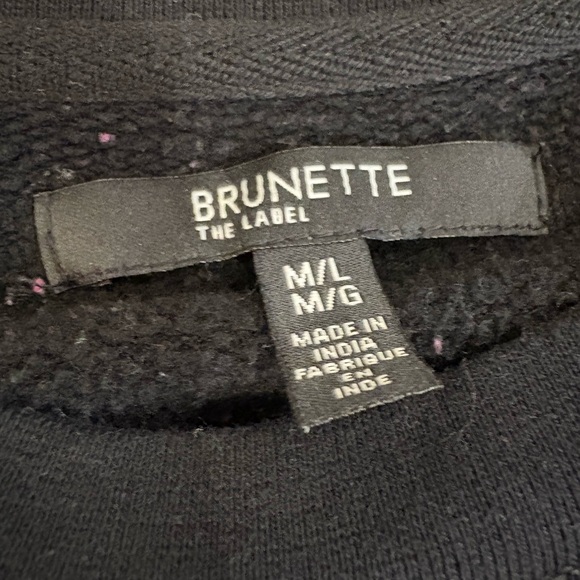 BRUNETTE
THE LABEL
M/L
M/G
MADE IN
INDIA
FABRIQUE
EN
INDE